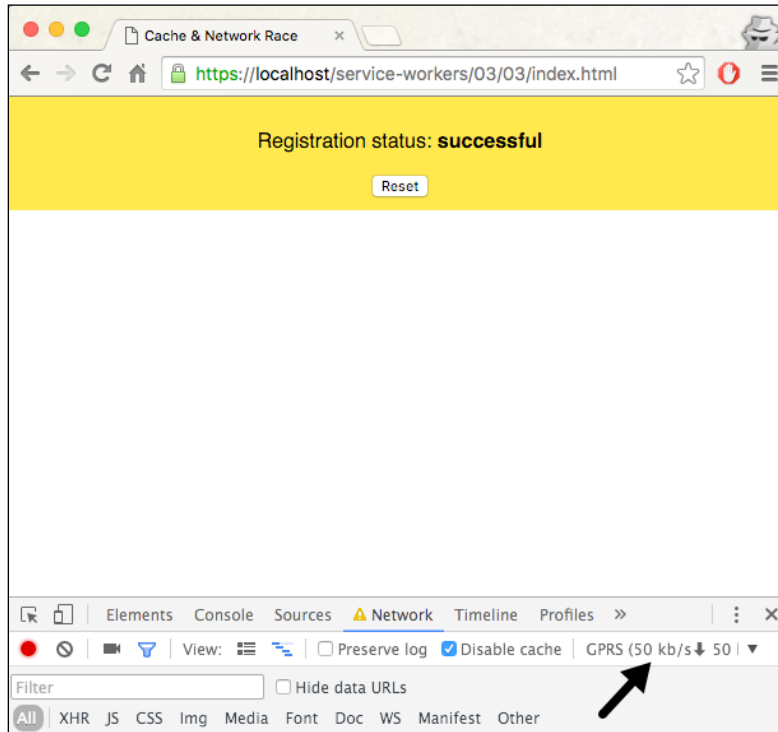 Cache & Network Race
https://localhost/service-workers/03/03/index.html
Registration status: successful
Reset
Elements Console Sources Network Timeline Profiles »
View: Preserve log Disable cache GPRS (50 kb/s 50
Filter Hide data URLs
All XHR JS CSS Img Media Font Doc WS Manifest Other